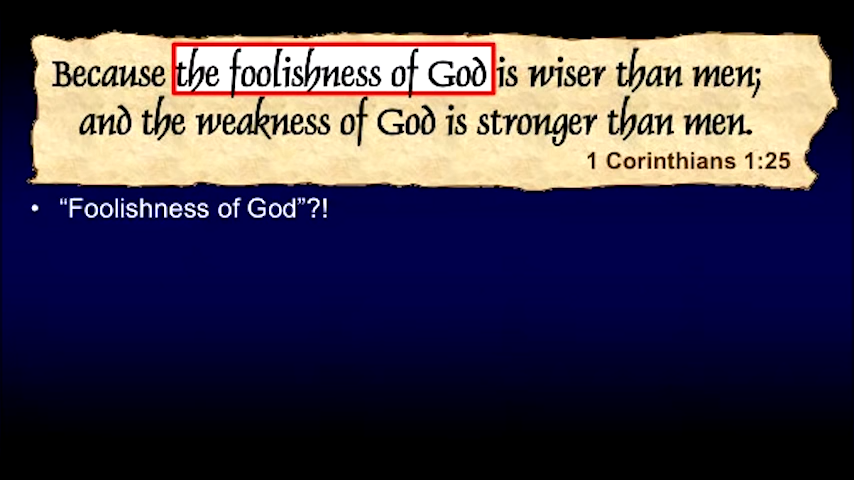 Because the foolishness of God is wiser than men;
and the weakness of God is stronger than men.
1 Corinthians 1:25
• “Foolishness of God”?!